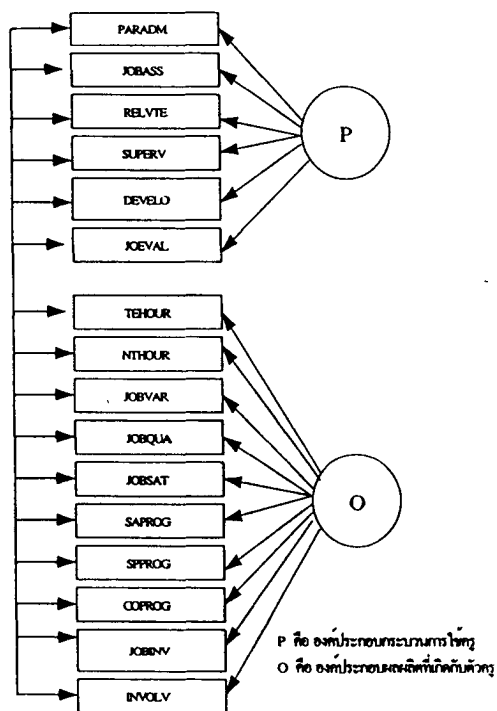 PARADM
JOBASS
RELVTE
SUPERV
DEVELO
JOEVAL
P
TEHOUR
NTHOUR
JOBVAR
JOBQUA
JOBSAT
SAPROG
SPPROG
COPROG
JOBINV
INVOLV
O
P คือ องค์ประกอบกระบวนการใช้ครู
O คือ องค์ประกอบผลผลิตที่เกิดกับตัวครู